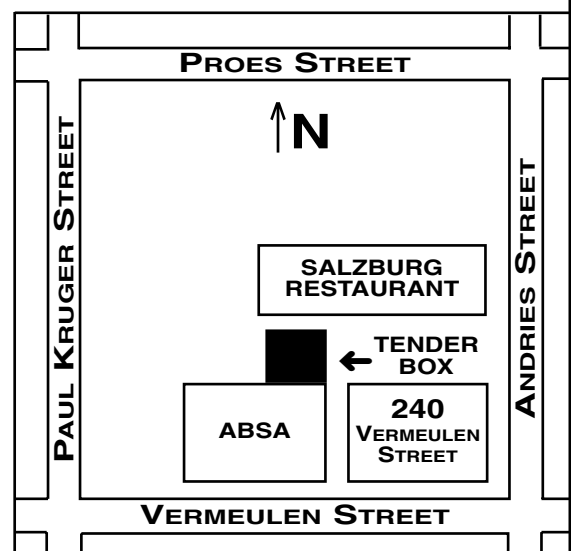 PROES STREET
N
PAUL KRUGER STREET
ANDRIES STREET
SALZBURG
RESTAURANT
TENDER
BOX
ABSA
240
VERMEULEN
STREET
VERMEULEN STREET